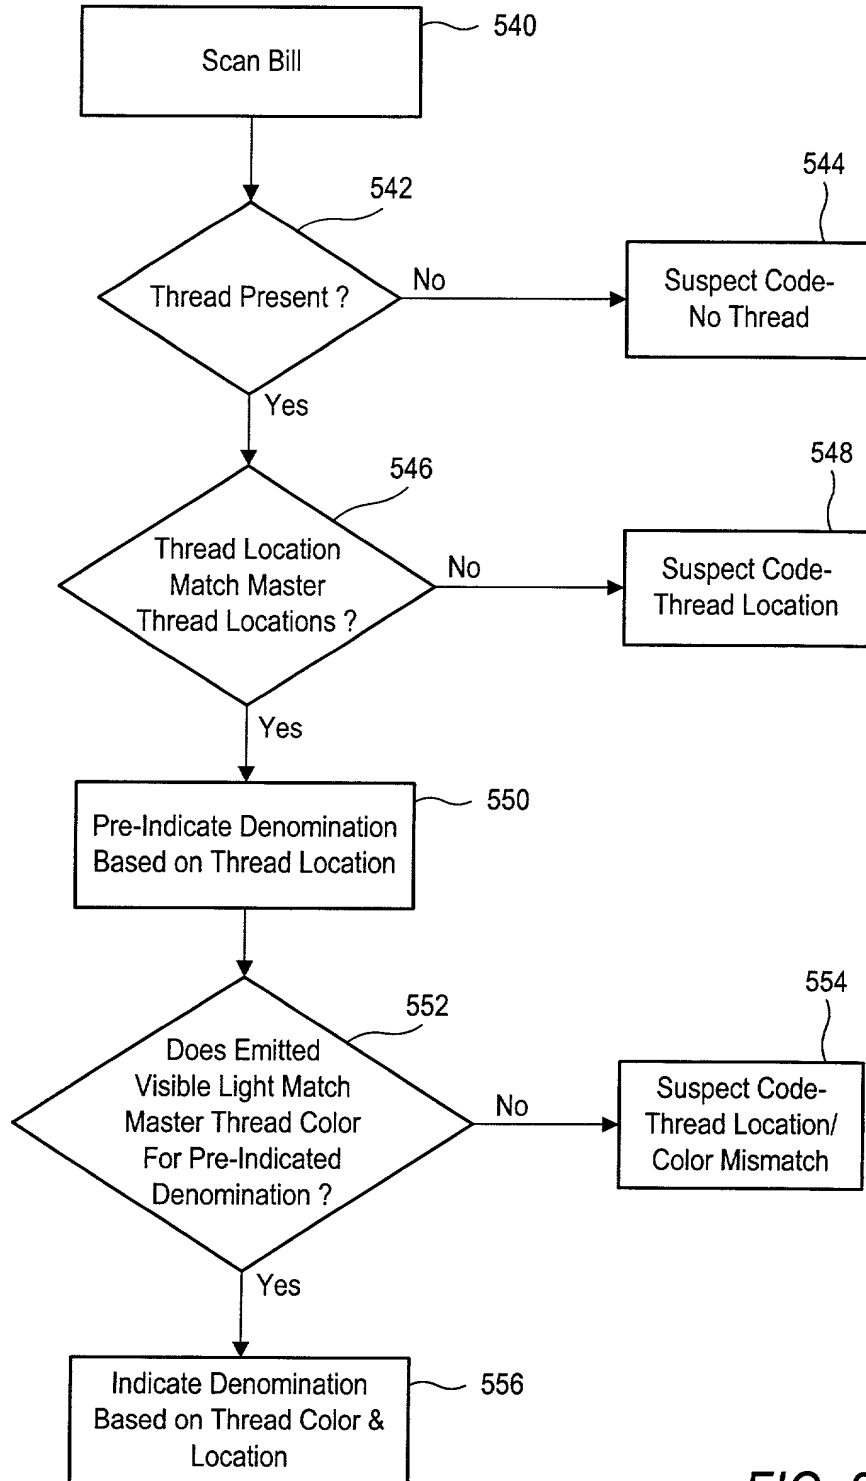 540
Scan Bill
542
544
Thread Present ?
No
Suspect Code-
No Thread
Yes
546
548
Thread Location
Match Master
Thread Locations ?
No
Suspect Code-
Thread Location
Yes
550
Pre-Indicate Denomination
Based on Thread Location
552
554
Does Emitted
Visible Light Match
Master Thread Color
For Pre-Indicated
Denomination ?
No
Suspect Code-
Thread Location/
Color Mismatch
Yes
556
Indicate Denomination
Based on Thread Color &
Location
FIG.